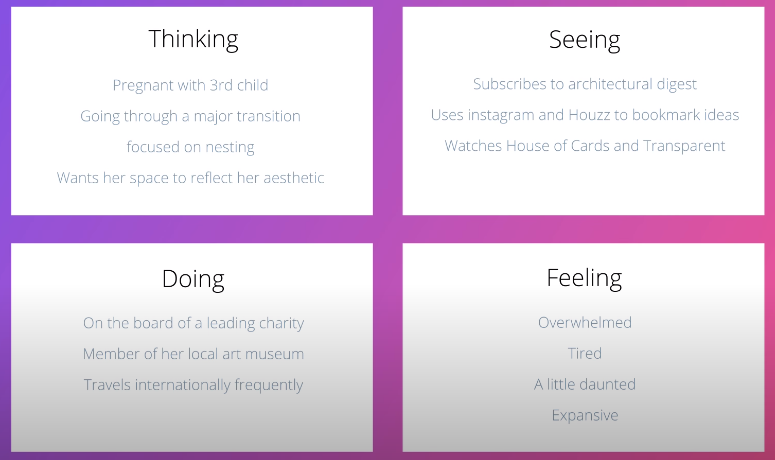 Thinking
Pregnant with 3rd child
Going through a major transition
focused on nesting
Wants her space to reflect her aesthetic
Seeing
Subscribes to architectural digest
Uses instagram and Houzz to bookmark ideas
Watches House of Cards and Transparent
Doing
On the board of a leading charity
Member of her local art museum
Travels internationally frequently
Feeling
Overwhelmed
Tired
A little daunted
Expansive